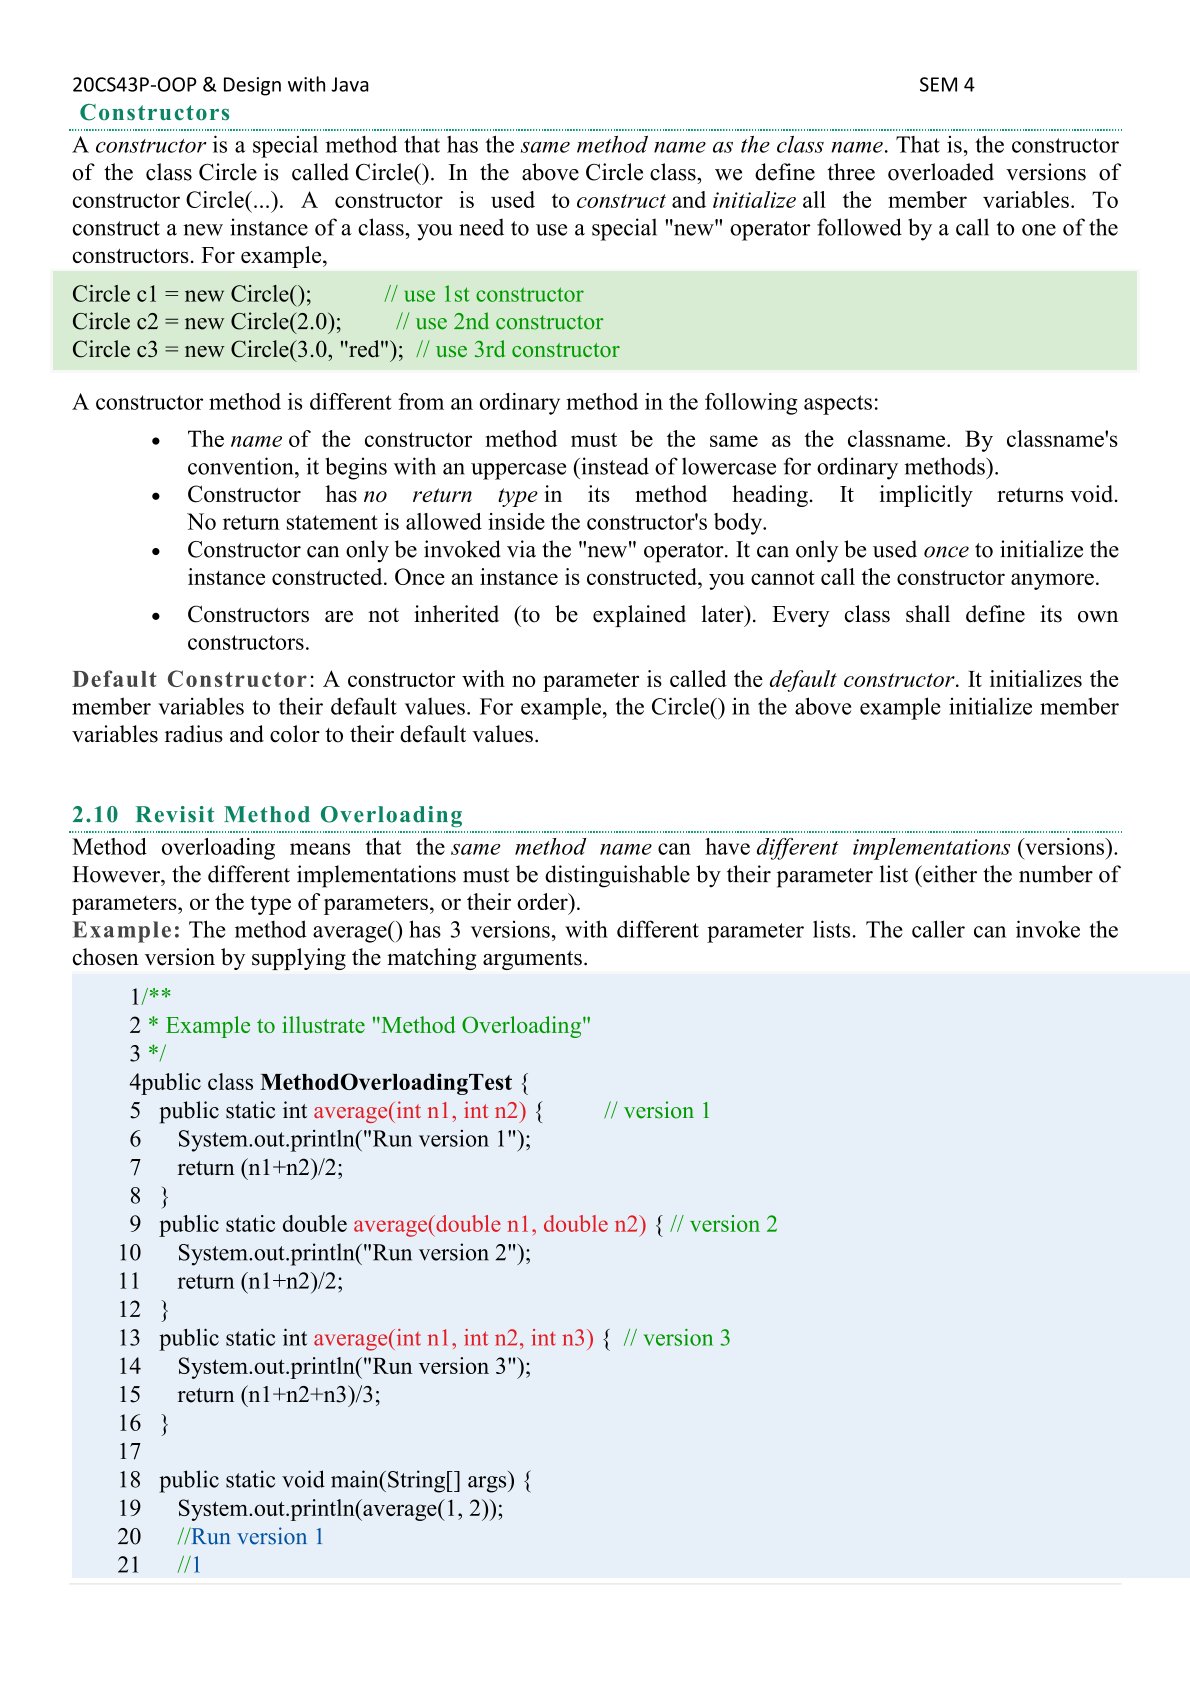 20CS43P-OOP & Design with Java SEM 4
Constructors
A constructor is a special method that has the same method name as the class name. That is, the constructor
of the class Circle is called Circle(). In the above Circle class, we define three overloaded versions of
constructor Circle(...). A constructor is used to construct and initialize all the member variables. To
construct a new instance of a class, you need to use a special "new" operator followed by a call to one of the
constructors. For example,
Circle c1 = new Circle(); // use 1st constructor
Circle c2 = new Circle(2.0); // use 2nd constructor
Circle c3 = new Circle(3.0, "red"); // use 3rd constructor
A constructor method is different from an ordinary method in the following aspects:
• The name of the constructor method must be the same as the classname. By classname's
convention, it begins with an uppercase (instead of lowercase for ordinary methods).
• Constructor has no return type in its method heading. It implicitly returns void.
No return statement is allowed inside the constructor's body.
• Constructor can only be invoked via the "new" operator. It can only be used once to initialize the
instance constructed. Once an instance is constructed, you cannot call the constructor anymore.
• Constructors are not inherited (to be explained later). Every class shall define its own
constructors.
Default Constructor: A constructor with no parameter is called the default constructor. It initializes the
member variables to their default values. For example, the Circle() in the above example initialize member
variables radius and color to their default values.
2.10 Revisit Method Overloading
Method overloading means that the same method name can have different implementations (versions).
However, the different implementations must be distinguishable by their parameter list (either the number of
parameters, or the type of parameters, or their order).
Example: The method average() has 3 versions, with different parameter lists. The caller can invoke the
chosen version by supplying the matching arguments.
1/**
2 * Example to illustrate "Method Overloading"
3 */
4public class MethodOverloadingTest {
5 public static int average(int n1, int n2) { // version 1
6 System.out.println("Run version 1");
7 return (n1+n2)/2;
8 }
9 public static double average(double n1, double n2) { // version 2
10 System.out.println("Run version 2");
11 return (n1+n2)/2;
12 }
13 public static int average(int n1, int n2, int n3) { // version 3
14 System.out.println("Run version 3");
15 return (n1+n2+n3)/3;
16 }
17
18 public static void main(String[] args) {
19 System.out.println(average(1, 2));
20 //Run version 1
21 //1